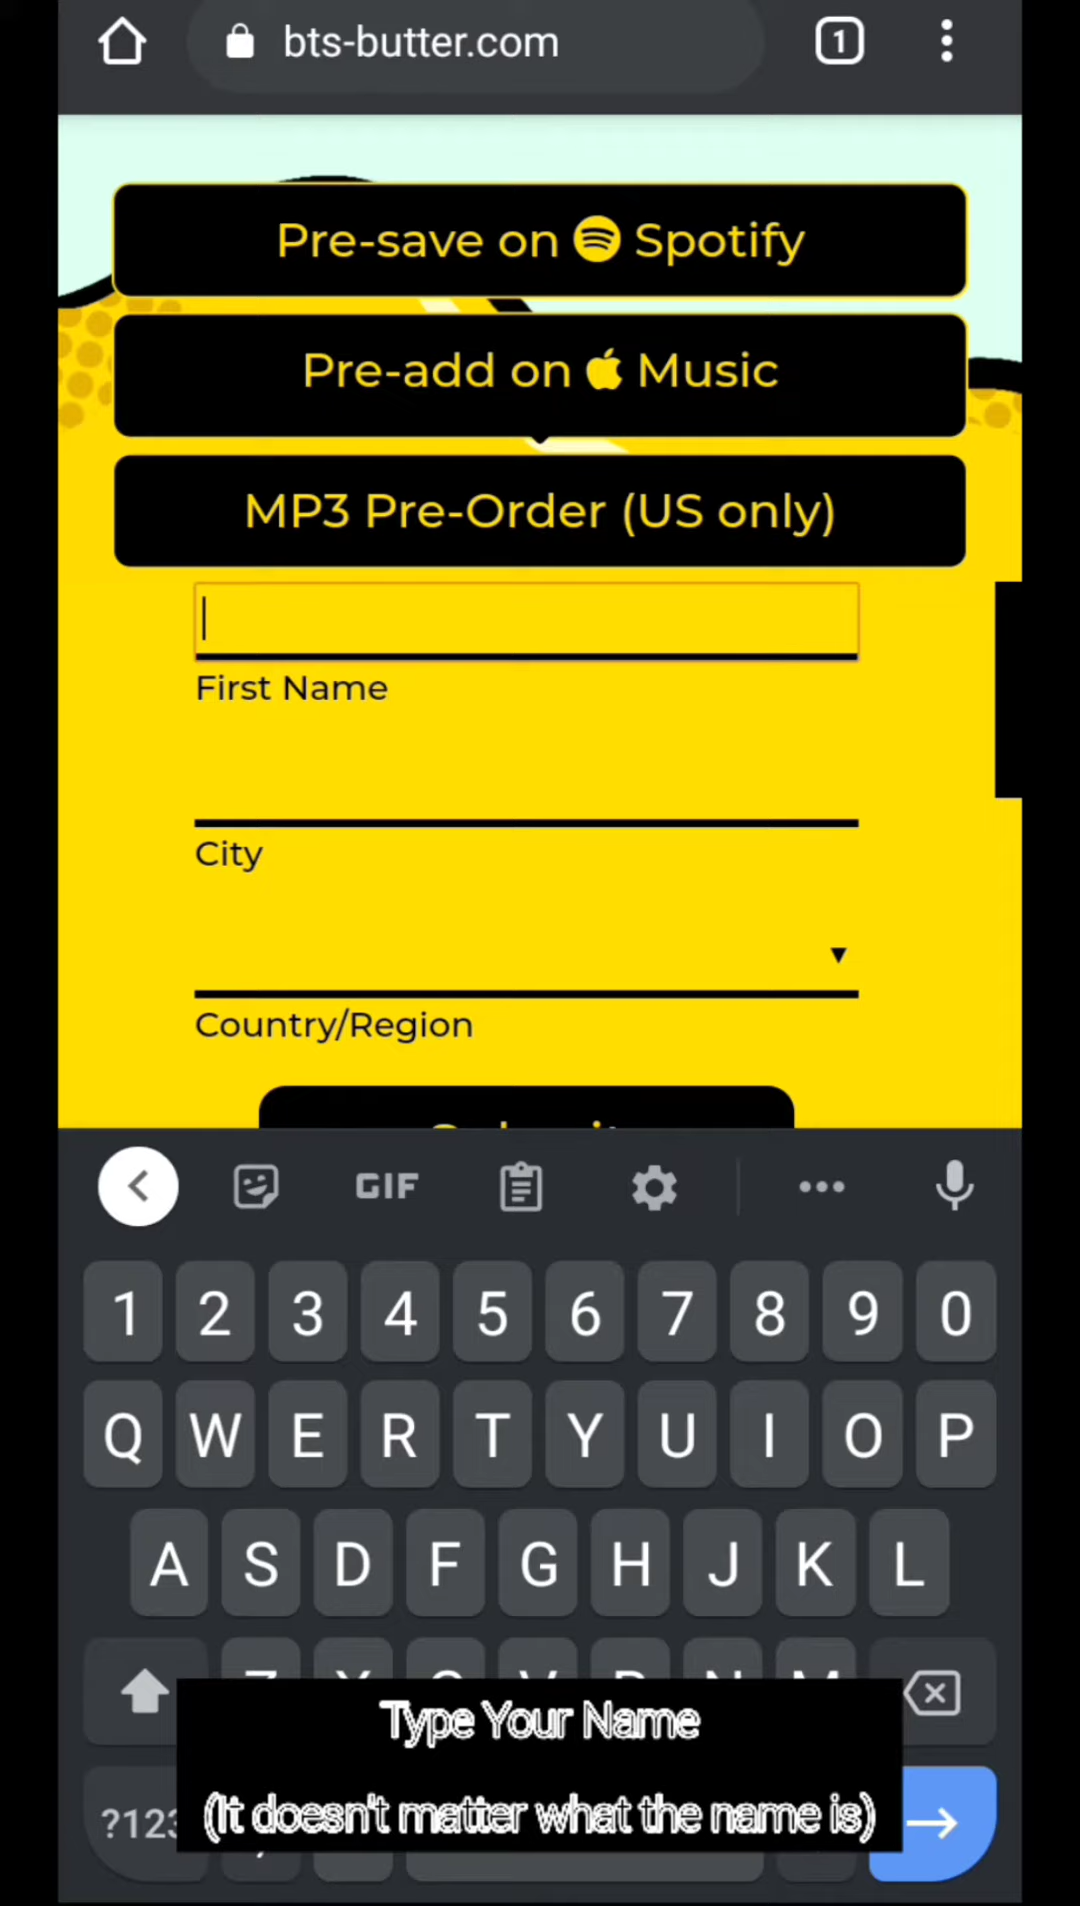 bts-butter.com
1
Pre-save on Spotify
Pre-add on Music
MP3 Pre-Order (US only)
First Name
City
Country/Region
Submit
GIF
1 2 3 4 5 6 7 8 9 0
Q W E R T Y U I O P
A S D F G H J K L
Z X C V B N M
Type Your Name
?123
(It doesn't matter what the name is)